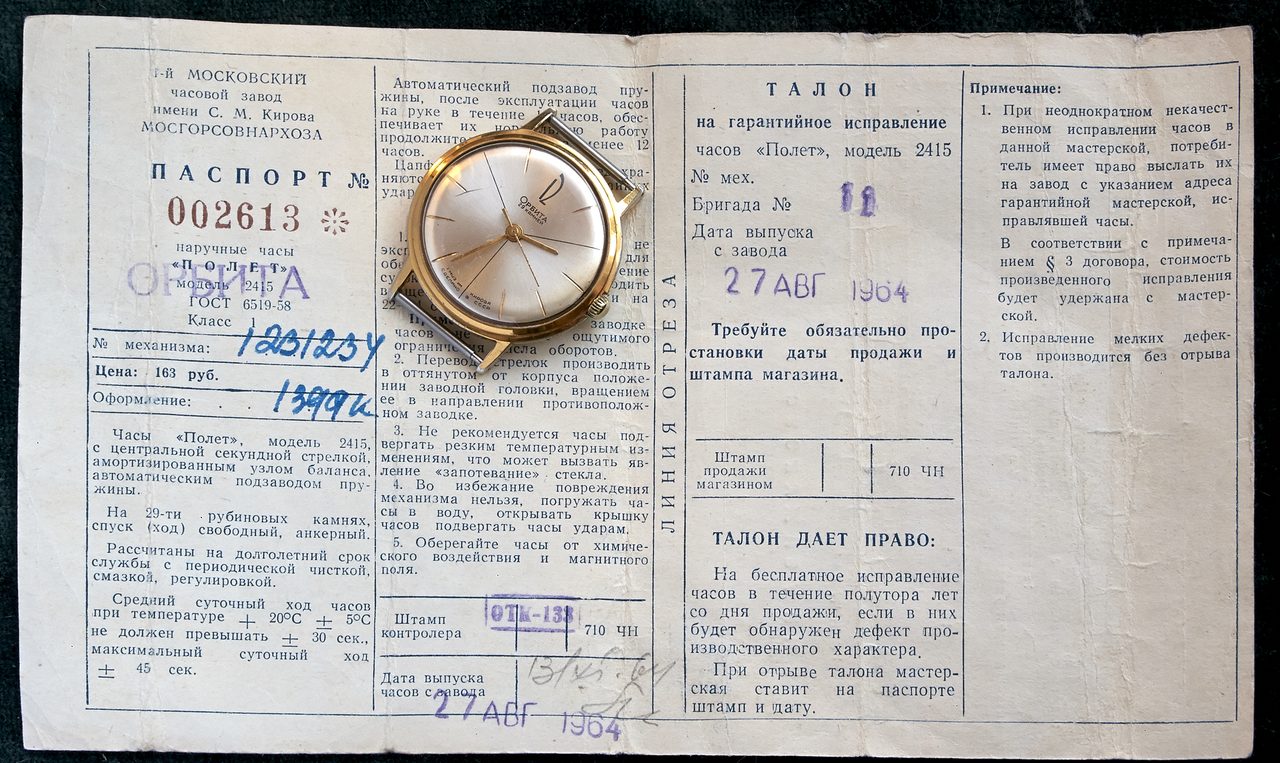 1-й МОСКОВСКИЙ
часовой завод
имени С. М. Кирова
МОСГОРСОВНАРХОЗА
ПАСПОРТ №
002613
наручные часы
«ПОЛЕТ»
ОРБИТА
модель 2415
ГОСТ 6519-58
Класс 1
№ механизма:
Цена: 163 руб.
Оформление:
Часы «Полет», модель 2415,
с центральной секундной стрелкой,
амортизированным узлом баланса,
автоматическим подзаводом пру-
жины.
На 29-ти рубиновых камнях,
спуск (ход) свободный, анкерный.
Рассчитаны на долголетний срок
службы с периодической чисткой,
смазкой, регулировкой.
Средний суточный ход часов
при температуре + 20°С ± 5°С
не должен превышать ± 30 сек.,
максимальный суточный ход
± 45 сек.
Автоматический подзавод пру-
жины, после эксплуатации часов
на руке в течение часов, обес-
печивает их работу
менее 12
часов.
ОРБИТА
заводке
часов ощутимого
числа оборотов.
2. Перевод стрелок производить
в оттянутом от корпуса положе-
нии заводной головки, вращением
ее в направлении противополож-
ном заводке.
3. Не рекомендуется часы под-
вергать резким температурным из-
менениям, что может вызвать яв-
ление «запотевание» стекла.
4. Во избежание повреждения
механизма нельзя, погружать ча-
сы в воду, открывать крышку
часов подвергать часы ударам.
5. Оберегайте часы от химиче-
ского воздействия и магнитного
поля.
Штамп
контролера
ОТК-133
710 ЧН
Дата выпуска
часов с завода
27 АВГ 1964
ЛИНИЯ ОТРЕЗА
ТАЛОН
на гарантийное исправление
часов «Полет», модель 2415
№ мех.
Бригада № 11
Дата выпуска
с завода
27 АВГ 1964
Требуйте обязательно про-
становки даты продажи и
штампа магазина.
Штамп
продажи
магазином
710 ЧН
ТАЛОН ДАЕТ ПРАВО:
На бесплатное исправление
часов в течение полутора лет
со дня продажи, если в них
будет обнаружен дефект про-
изводственного характера.
При отрыве талона мастер-
ская ставит на паспорте
штамп и дату.
Примечание:
1. При неоднократном некачест-
венном исправлении часов в
данной мастерской, потреби-
тель имеет право выслать их
на завод с указанием адреса
гарантийной мастерской, ис-
правлявшей часы.
В соответствии с примеча-
нием § 3 договора, стоимость
произведенного исправления
будет удержана с мастер-
ской.
2. Исправление мелких дефек-
тов производится без отрыва
талона.